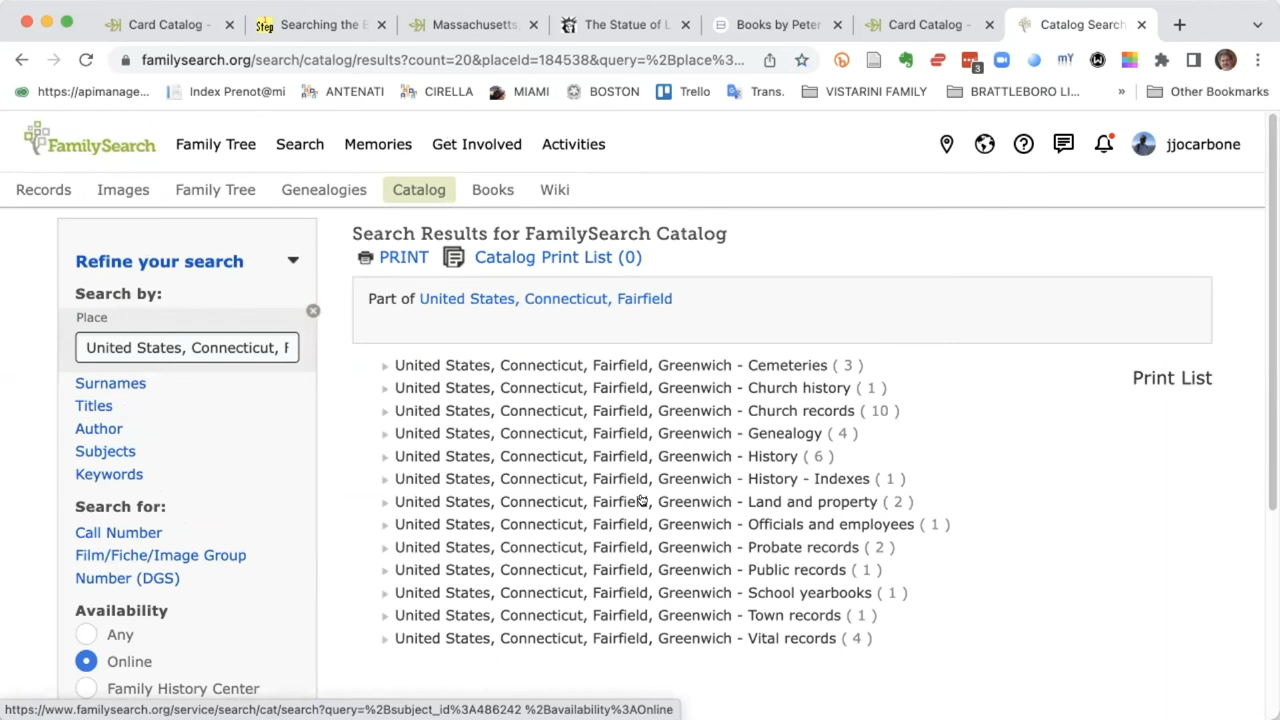 Card Catalog -
Searching the E
Massachusetts,
The Statue of L
Books by Peter
Card Catalog -
Catalog Search
familysearch.org/search/catalog/results?count=20&placeId=184538&query=%2Bplace%3...
3
mY
https://apimanage...
Index Prenot@mi
ANTENATI
CIRELLA
MIAMI
BOSTON
Trello
Trans.
VISTARINI FAMILY
BRATTLEBORO LI...
»
Other Bookmarks
FamilySearch
Family Tree
Search
Memories
Get Involved
Activities
jjocarbone
Records
Images
Family Tree
Genealogies
Catalog
Books
Wiki
Refine your search
Search by:
Place
United States, Connecticut, F
Surnames
Titles
Author
Subjects
Keywords
Search for:
Call Number
Film/Fiche/Image Group
Number (DGS)
Availability
Any
Online
Family History Center
Search Results for FamilySearch Catalog
PRINT
Catalog Print List (0)
Part of United States, Connecticut, Fairfield
United States, Connecticut, Fairfield, Greenwich - Cemeteries ( 3 )
United States, Connecticut, Fairfield, Greenwich - Church history ( 1 )
United States, Connecticut, Fairfield, Greenwich - Church records ( 10 )
United States, Connecticut, Fairfield, Greenwich - Genealogy ( 4 )
United States, Connecticut, Fairfield, Greenwich - History ( 6 )
United States, Connecticut, Fairfield, Greenwich - History - Indexes ( 1 )
United States, Connecticut, Fairfield, Greenwich - Land and property ( 2 )
United States, Connecticut, Fairfield, Greenwich - Officials and employees ( 1 )
United States, Connecticut, Fairfield, Greenwich - Probate records ( 2 )
United States, Connecticut, Fairfield, Greenwich - Public records ( 1 )
United States, Connecticut, Fairfield, Greenwich - School yearbooks ( 1 )
United States, Connecticut, Fairfield, Greenwich - Town records ( 1 )
United States, Connecticut, Fairfield, Greenwich - Vital records ( 4 )
Print List
https://www.familysearch.org/service/search/cat/search?query=%2Bsubject_id%3A486242 %2Bavailability%3AOnline